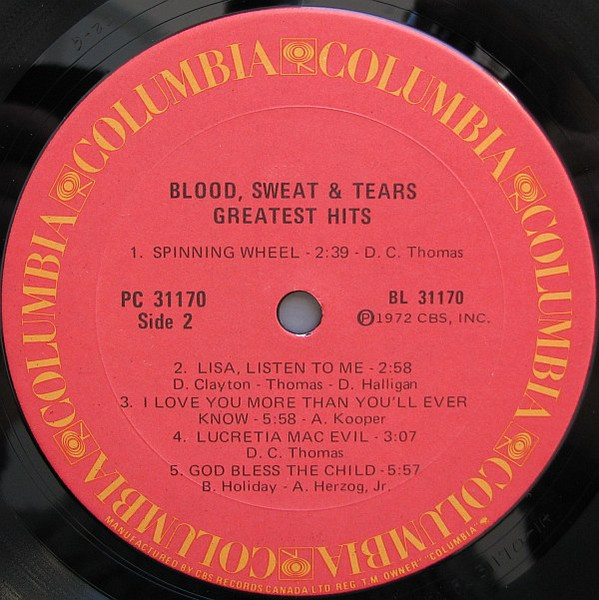 COLUMBIA COLUMBIA COLUMBIA COLUMBIA COLUMBIA COLUMBIA
BLOOD, SWEAT & TEARS
GREATEST HITS
1. SPINNING WHEEL - 2:39 - D. C. Thomas
PC 31170
Side 2
BL 31170
Ⓟ 1972 CBS, INC.
2. LISA, LISTEN TO ME - 2:58
D. Clayton - Thomas - D. Halligan
3. I LOVE YOU MORE THAN YOU'LL EVER
KNOW - 5:58 - A. Kooper
4. LUCRETIA MAC EVIL - 3:07
D. C. Thomas
5. GOD BLESS THE CHILD - 5:57
B. Holiday - A. Herzog, Jr.
MANUFACTURED BY CBS RECORDS CANADA LTD REG. T.M. OWNER "COLUMBIA"